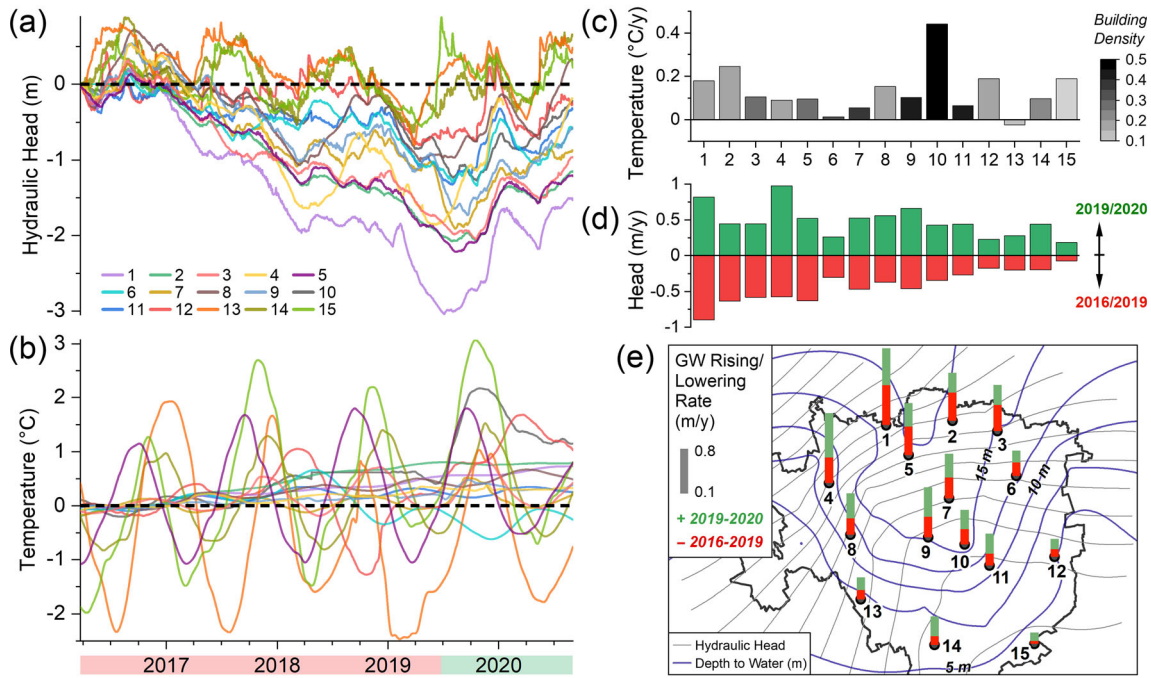 (a)
Hydraulic Head (m)
0
-1
-2
-3
1 2 3 4 5
6 7 8 9 10
11 12 13 14 15
(b)
Temperature (°C)
3
2
1
0
-1
-2
2017 2018 2019 2020
(c)
Temperature (°C/y)
0.4
0.2
0
1 2 3 4 5 6 7 8 9 10 11 12 13 14 15
Building
Density
0.5
0.4
0.3
0.2
0.1
(d)
Head (m/y)
1
0.5
0
-0.5
-1
2019/2020
2016/2019
(e)
GW Rising/
Lowering
Rate
(m/y)
0.8
0.1
+ 2019-2020
– 2016-2019
1
2
3
5
15 m
6
10 m
4
7
8
9
10
11
12
13
14
15
5 m
Hydraulic Head
Depth to Water (m)